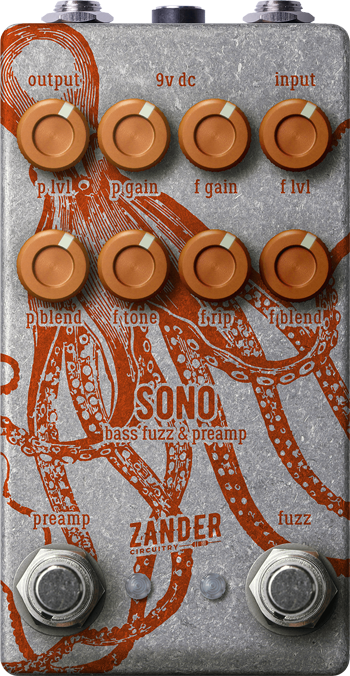 output 9v dc input
p lvl p gain f gain f lvl
p blend f tone f rip f blend
SONO
bass fuzz & preamp
preamp fuzz
ZANDER
CIRCUITRY